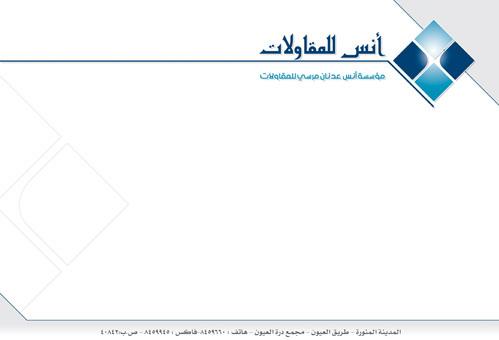 أنس للمقاولات
مؤسسة أنس عدنان مرسي للمقاولات
المدينة المنورة - طريق العيون - مجمع درة العيون - هاتف : ٨٤٥٩٦٦٠-فاكس : ٨٤٥٩٩٤٥ - ص.ب:٤٠٨٤٢